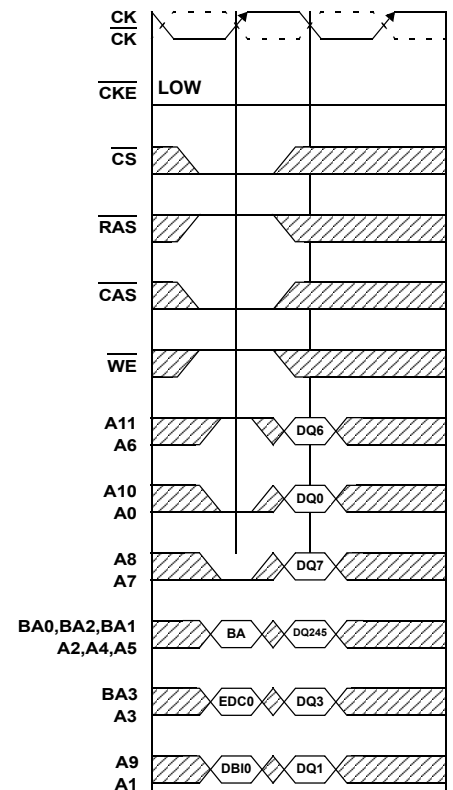 CK
CK
CKE LOW
CS
RAS
CAS
WE
A11
A6 DQ6
A10
A0 DQ0
A8
A7 DQ7
BA0,BA2,BA1
A2,A4,A5 BA DQ245
BA3
A3 EDC0 DQ3
A9
A1 DBI0 DQ1